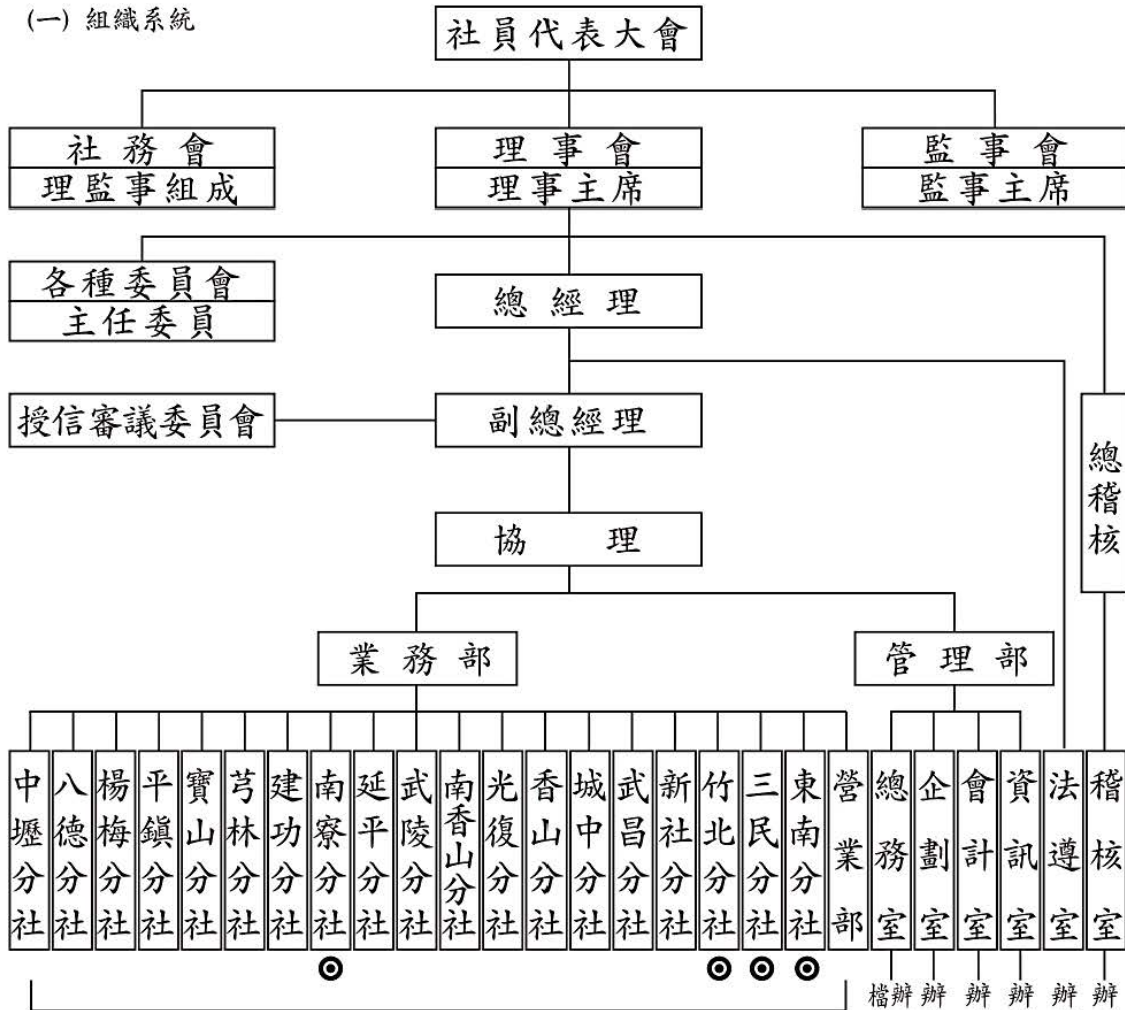 二、組織系統及職掌
(一) 組織系統
社員代表大會
社務會
理監事組成
理事會
理事主席
監事會
監事主席
各種委員會
主任委員
總經理
授信審議委員會
副總經理
總稽核
協理
業務部
管理部
中壢分社
八德分社
楊梅分社
平鎮分社
寶山分社
芎林分社
建功分社
南寮分社
延平分社
武陵分社
南香山分社
光復分社
香山分社
城中分社
武昌分社
新社分社
竹北分社
三民分社
東南分社
營業部
總務室
企劃室
會計室
資訊室
法遵室
稽核室
檔辦
辦
辦
辦
辦
辦